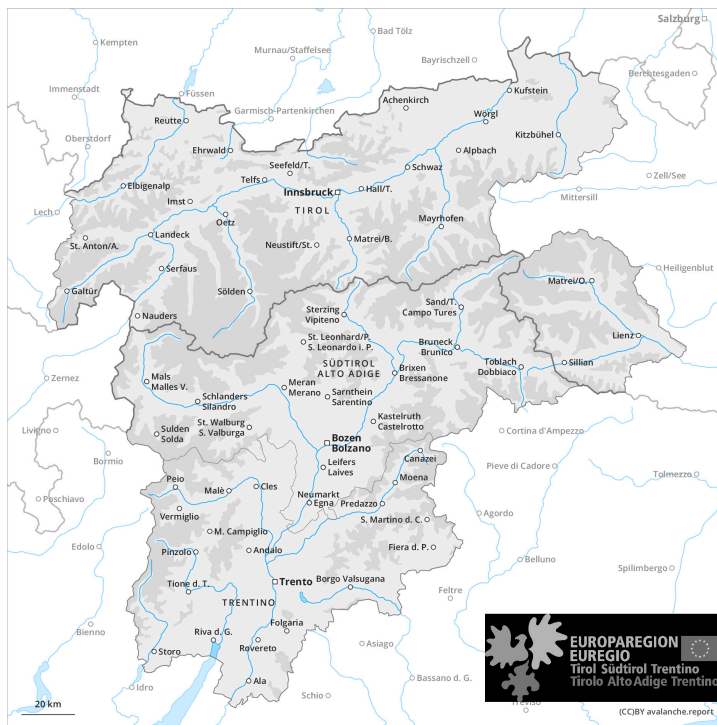 Salzburg
Kempten
Bad Tölz
Murnau/Staffelsee
Bayrischzell
Berchtesgaden
Immenstadt
Füssen
Achenkirch
Kufstein
Garmisch-Partenkirchen
Reutte
Wörgl
Oberstdorf
Ehrwald
Kitzbühel
Alpbach
Seefeld/T.
Schwaz
Telfs
Zell/See
Elbigenalp
Innsbruck
Hall/T.
Mittersill
Imst
TIROL
Lech
Oetz
Mayrhofen
St. Anton/A.
Landeck
Neustift/St.
Matrei/B.
Serfaus
Heiligenblut
Galtür
Sölden
Matrei/O.
Nauders
Sterzing
Vipiteno
Sand/T.
Campo Tures
Lienz
St. Leonhard/P.
S. Leonardo i. P.
Bruneck
Brunico
SÜDTIROL
ALTO ADIGE
Toblach
Dobbiaco
Sillian
Zernez
Mals
Malles V.
Meran
Merano
Brixen
Bressanone
Schlanders
Silandro
Sarnthein
Sarentino
St. Walburg
S. Valburga
Kastelruth
Castelrotto
Livigno
Sulden
Solda
Bozen
Bolzano
Cortina d'Ampezzo
Bormio
Canazei
Leifers
Laives
Pieve di Cadore
Tolmezzo
Peio
Malè
Cles
Moena
Poschiavo
Neumarkt
Egna
Predazzo
Vermiglio
Agordo
S. Martino d. C.
M. Campiglio
Edolo
Pinzolo
Andalo
Fiera d. P.
Belluno
Spilimbergo
Tione d. T.
Trento
Borgo Valsugana
Feltre
TRENTINO
Bienno
Folgaria
Riva d. G.
Rovereto
Asiago
Storo
Ala
Bassano d. G.
Idro
Schio
Treviso
EUROPAREGION
EUREGIO
Tirol Südtirol Trentino
Tirolo Alto Adige Trentino
20 km
(CC)BY avalanche.report